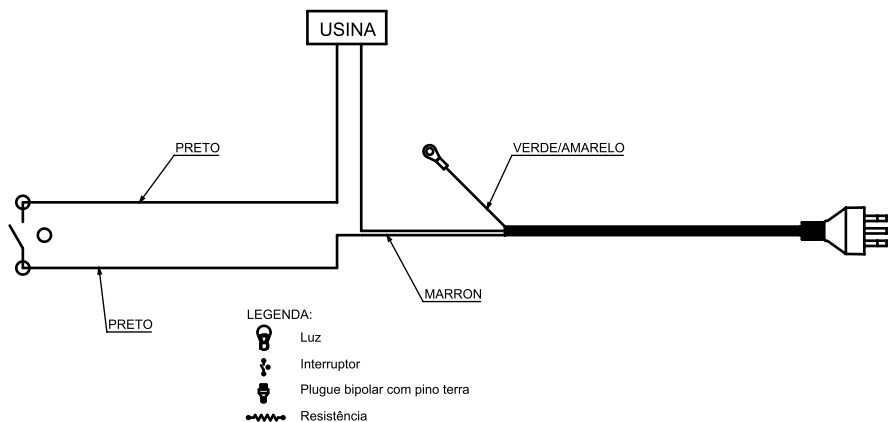 USINA
PRETO
VERDE/AMARELO
MARRON
PRETO
LEGENDA:
Luz
Interruptor
Plugue bipolar com pino terra
Resistência